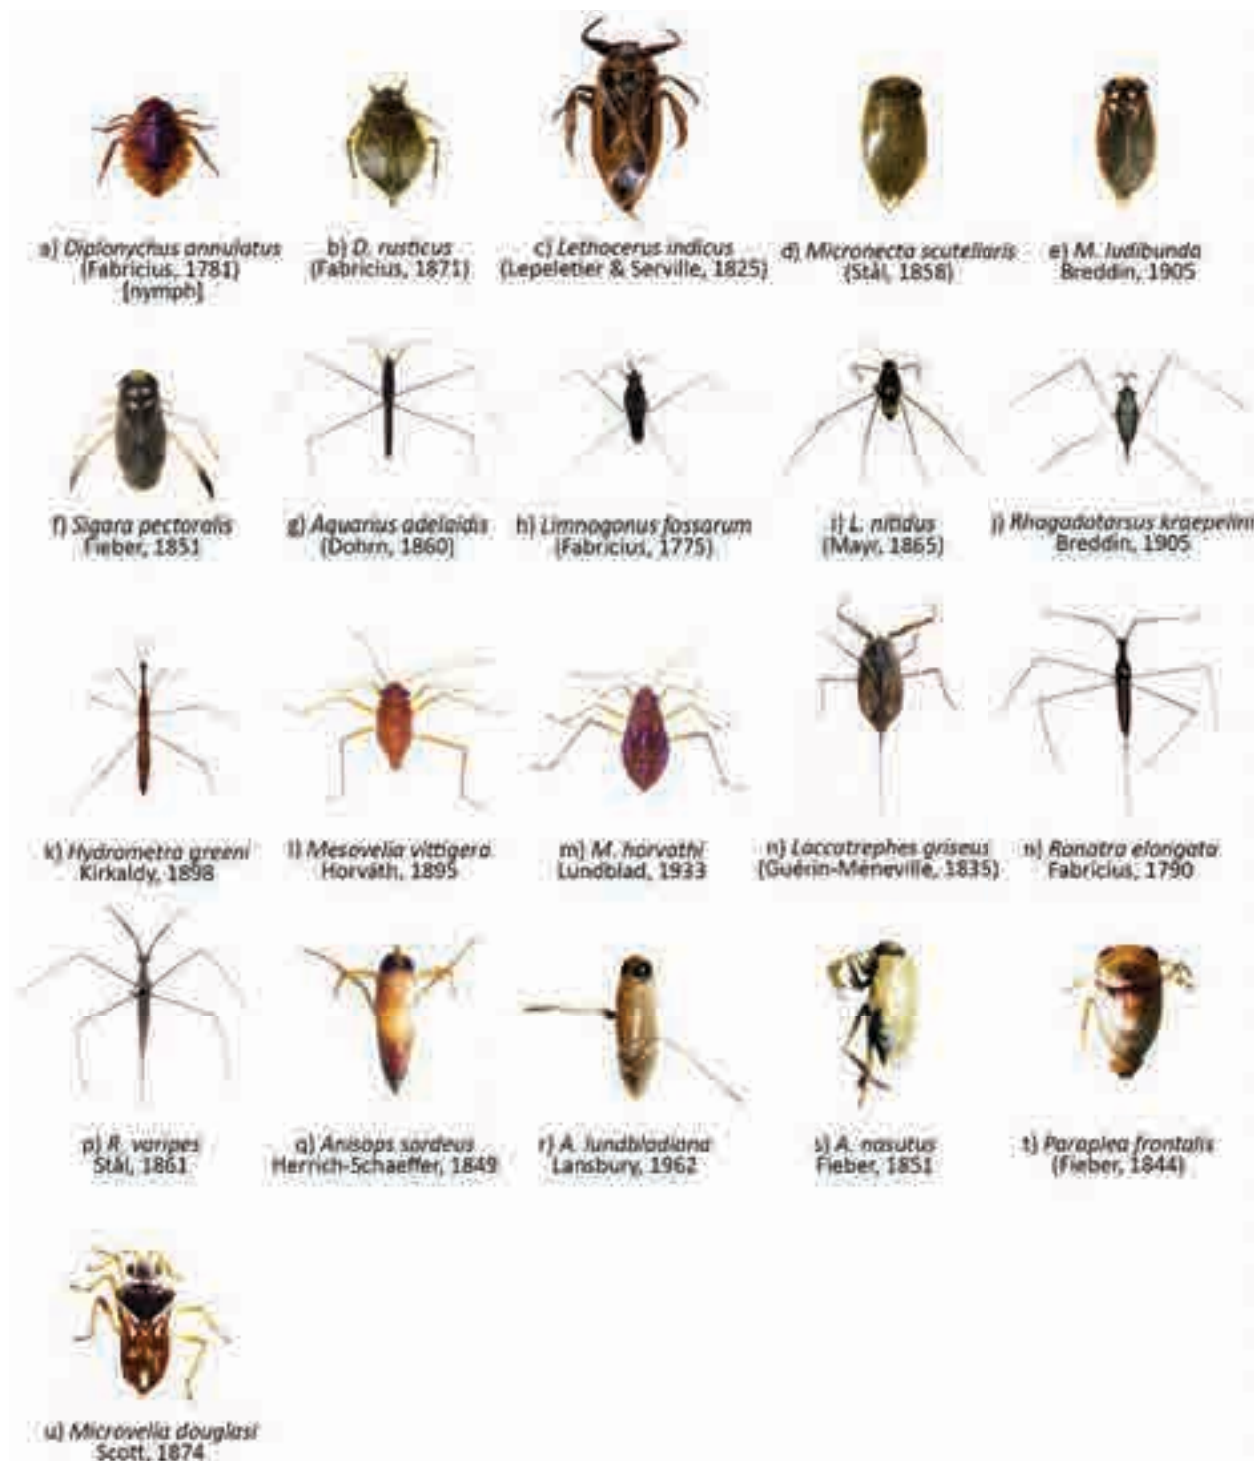 a) Diplonychus annulatus
(Fabricius, 1781)
[nymph]
b) D. rusticus
(Fabricius, 1871)
c) Lethocerus indicus
(Lepeletier & Serville, 1825)
d) Micronecta scutellaris
(Stål, 1858)
e) M. ludibunda
Breddin, 1905
f) Sigara pectoralis
Fieber, 1851
g) Aquarius adelaidis
(Dohrn, 1860)
h) Limnogonus fossarum
(Fabricius, 1775)
i) L. nitidus
(Mayr, 1865)
j) Rhagadotarsus kraepelini
Breddin, 1905
k) Hydrometra greeni
Kirkaldy, 1898
l) Mesovelia vittigera
Horváth, 1895
m) M. horvathi
Lundblad, 1933
n) Laccotrephes griseus
(Guérin-Méneville, 1835)
n) Ranatra elongata
Fabricius, 1790
p) R. varipes
Stål, 1861
q) Anisops sardeus
Herrich-Schaeffer, 1849
r) A. lundbladiana
Lansbury, 1962
s) A. nasutus
Fieber, 1851
t) Paraplea frontalis
(Fieber, 1844)
u) Microvelia douglasi
Scott, 1874